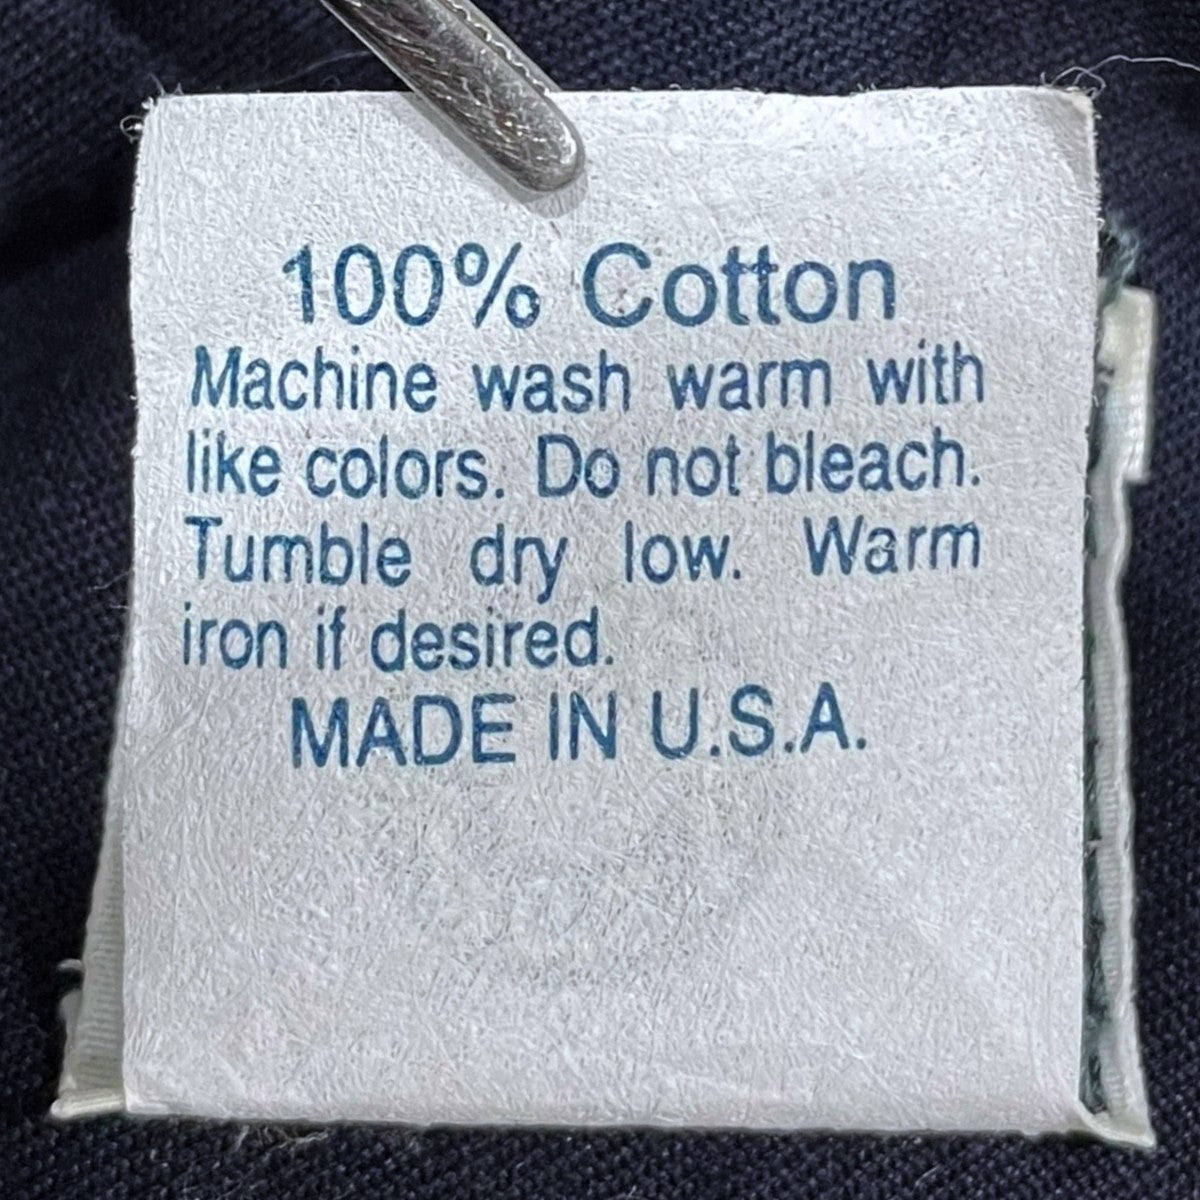 100% Cotton
Machine wash warm with
like colors. Do not bleach.
Tumble dry low. Warm
iron if desired.
MADE IN U.S.A.